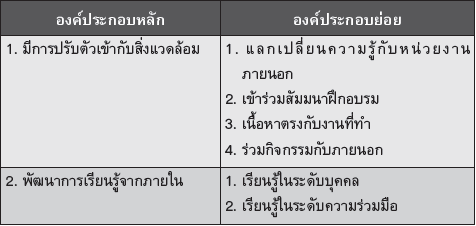 องค์ประกอบหลัก องค์ประกอบย่อย
1. มีการปรับตัวเข้ากับสิ่งแวดล้อม 1. แลกเปลี่ยนความรู้กับหน่วยงาน
ภายนอก
2. เข้าร่วมสัมมนาฝึกอบรม
3. เนื้อหาตรงกับงานที่ทำ
4. ร่วมกิจกรรมกับภายนอก
2. พัฒนาการเรียนรู้จากภายใน 1. เรียนรู้ในระดับบุคคล
2. เรียนรู้ในระดับความร่วมมือ